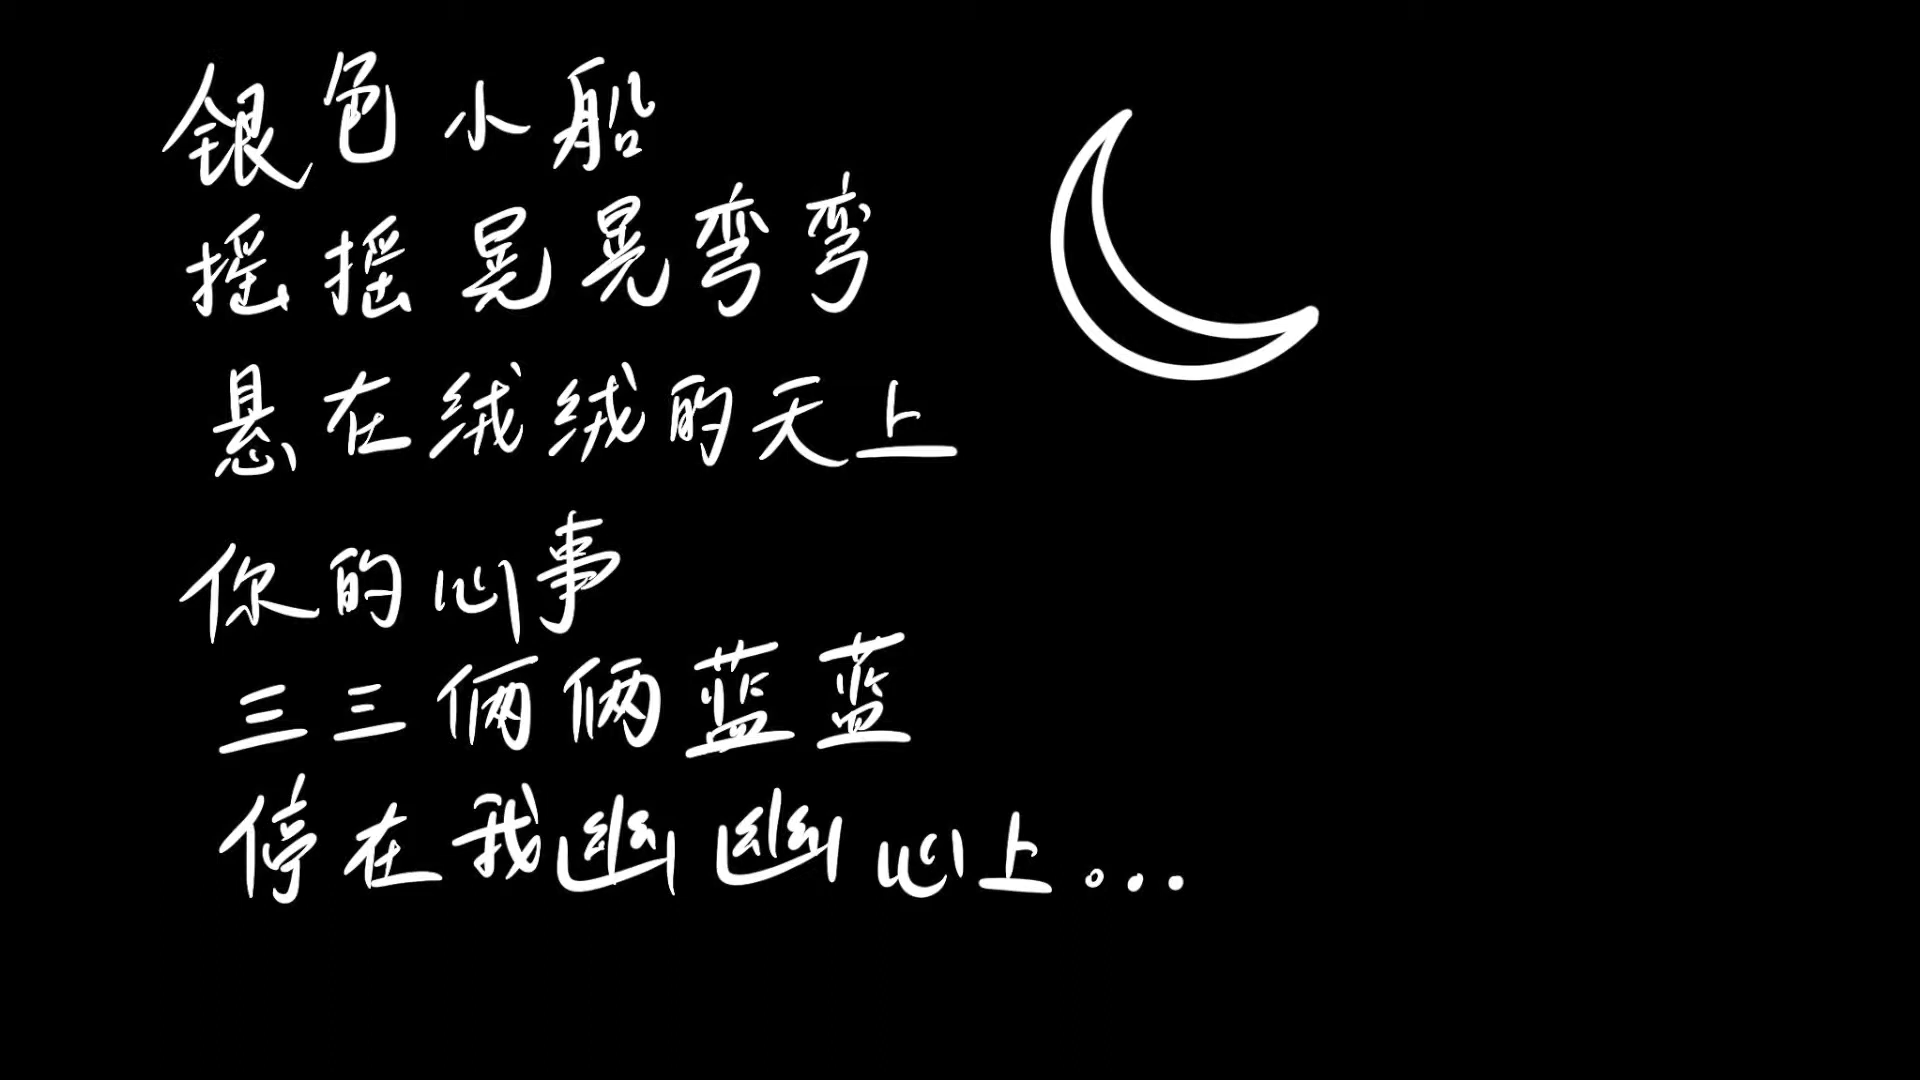 银色小船
摇摇晃晃弯弯
悬在绒绒的天上
你的心事
三三俩俩蓝蓝
停在我幽幽心上...